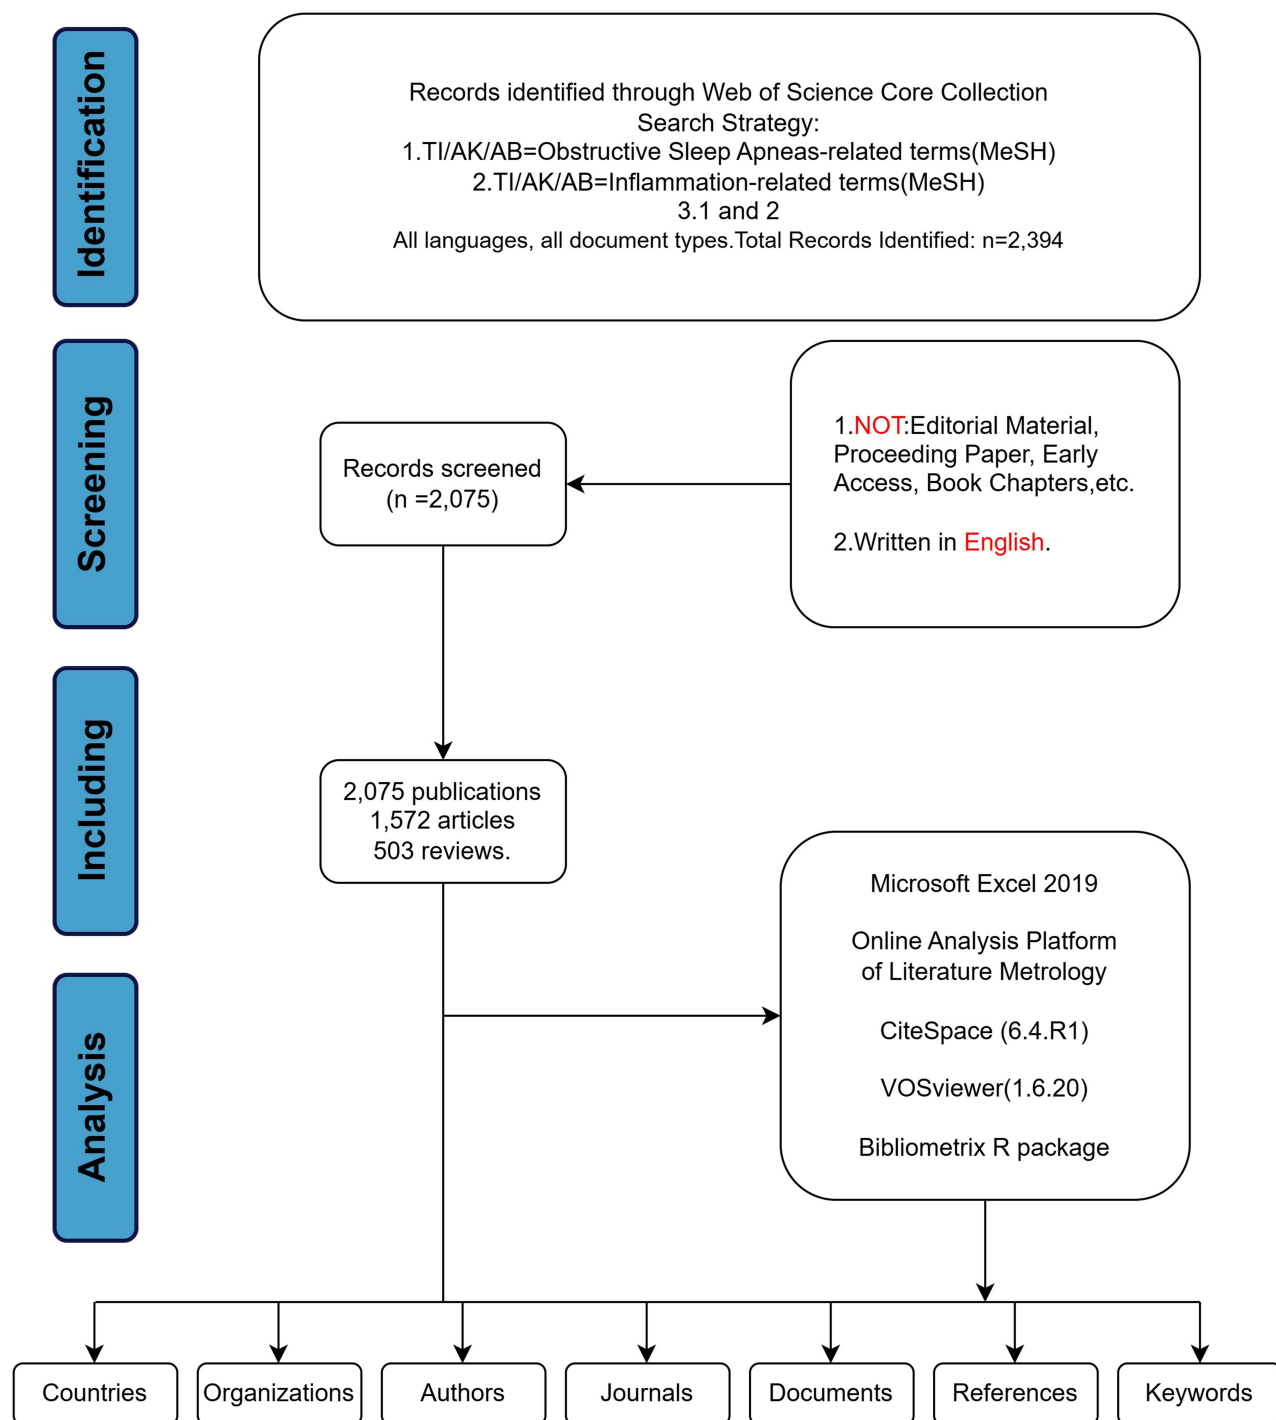 Identification
Records identified through Web of Science Core Collection
Search Strategy:
1.TI/AK/AB=Obstructive Sleep Apneas-related terms(MeSH)
2.TI/AK/AB=Inflammation-related terms(MeSH)
3.1 and 2
All languages, all document types.Total Records Identified: n=2,394
Screening
Records screened
(n =2,075)
1.NOT:Editorial Material,
Proceeding Paper, Early
Access, Book Chapters,etc.
2.Written in English.
Including
2,075 publications
1,572 articles
503 reviews.
Analysis
Microsoft Excel 2019
Online Analysis Platform
of Literature Metrology
CiteSpace (6.4.R1)
VOSviewer(1.6.20)
Bibliometrix R package
Countries
Organizations
Authors
Journals
Documents
References
Keywords